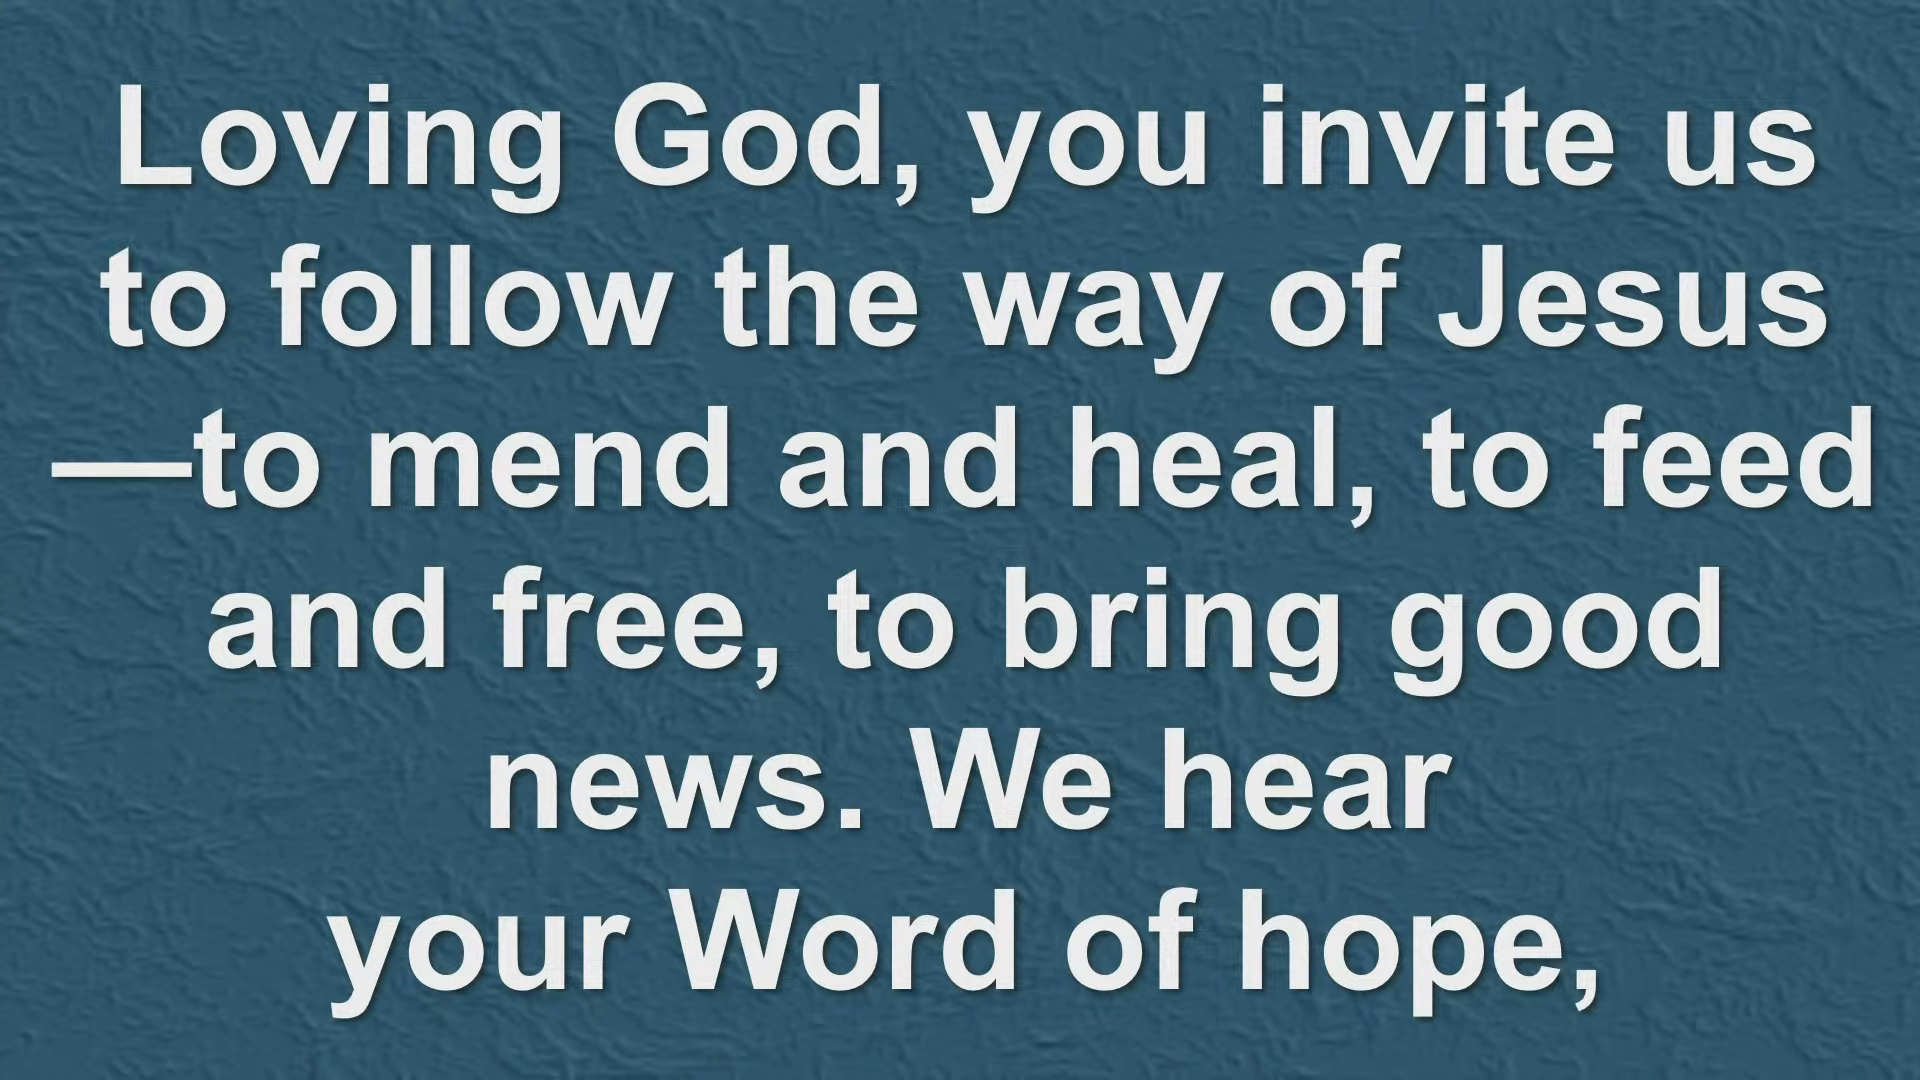 Loving God, you invite us
to follow the way of Jesus
—to mend and heal, to feed
and free, to bring good
news. We hear
your Word of hope,